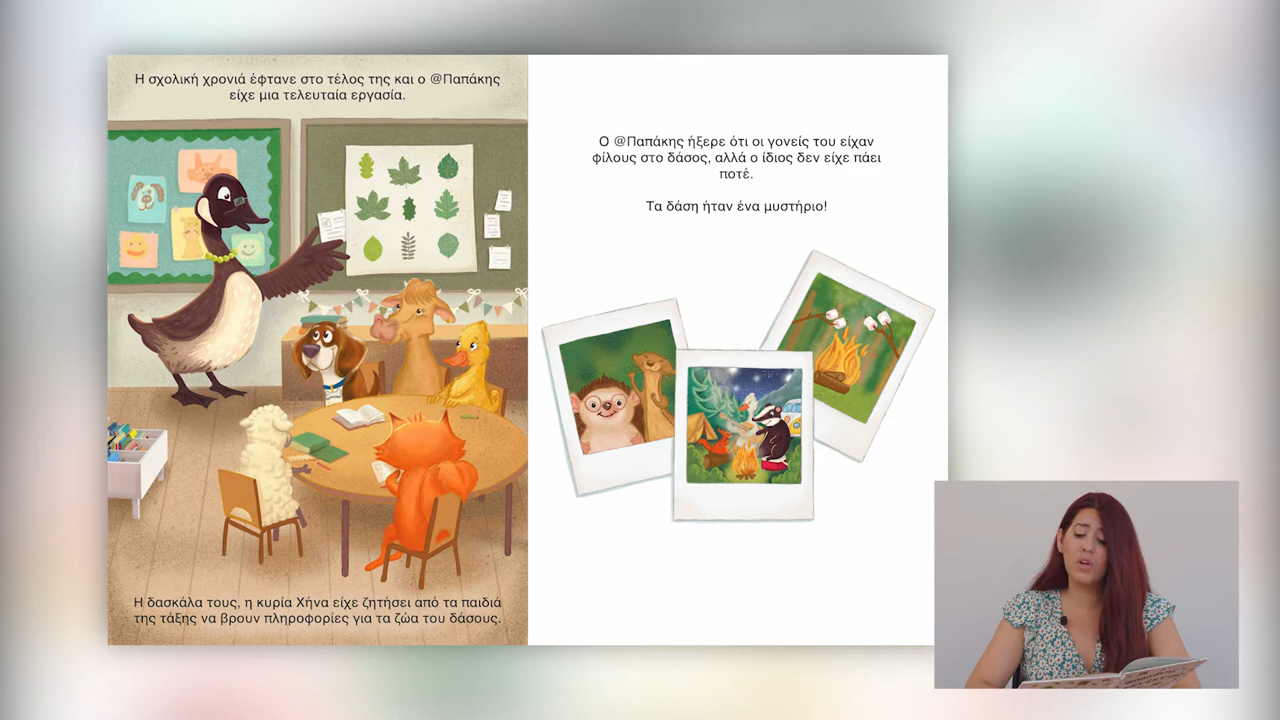 Η σχολική χρονιά έφτανε στο τέλος της και ο @Παπάκης
είχε μια τελευταία εργασία.
Η δασκάλα τους, η κυρία Χήνα είχε ζητήσει από τα παιδιά
της τάξης να βρουν πληροφορίες για τα ζώα του δάσους.
Ο @Παπάκης ήξερε ότι οι γονείς του είχαν
φίλους στο δάσος, αλλά ο ίδιος δεν είχε πάει
ποτέ.
Τα δάση ήταν ένα μυστήριο!